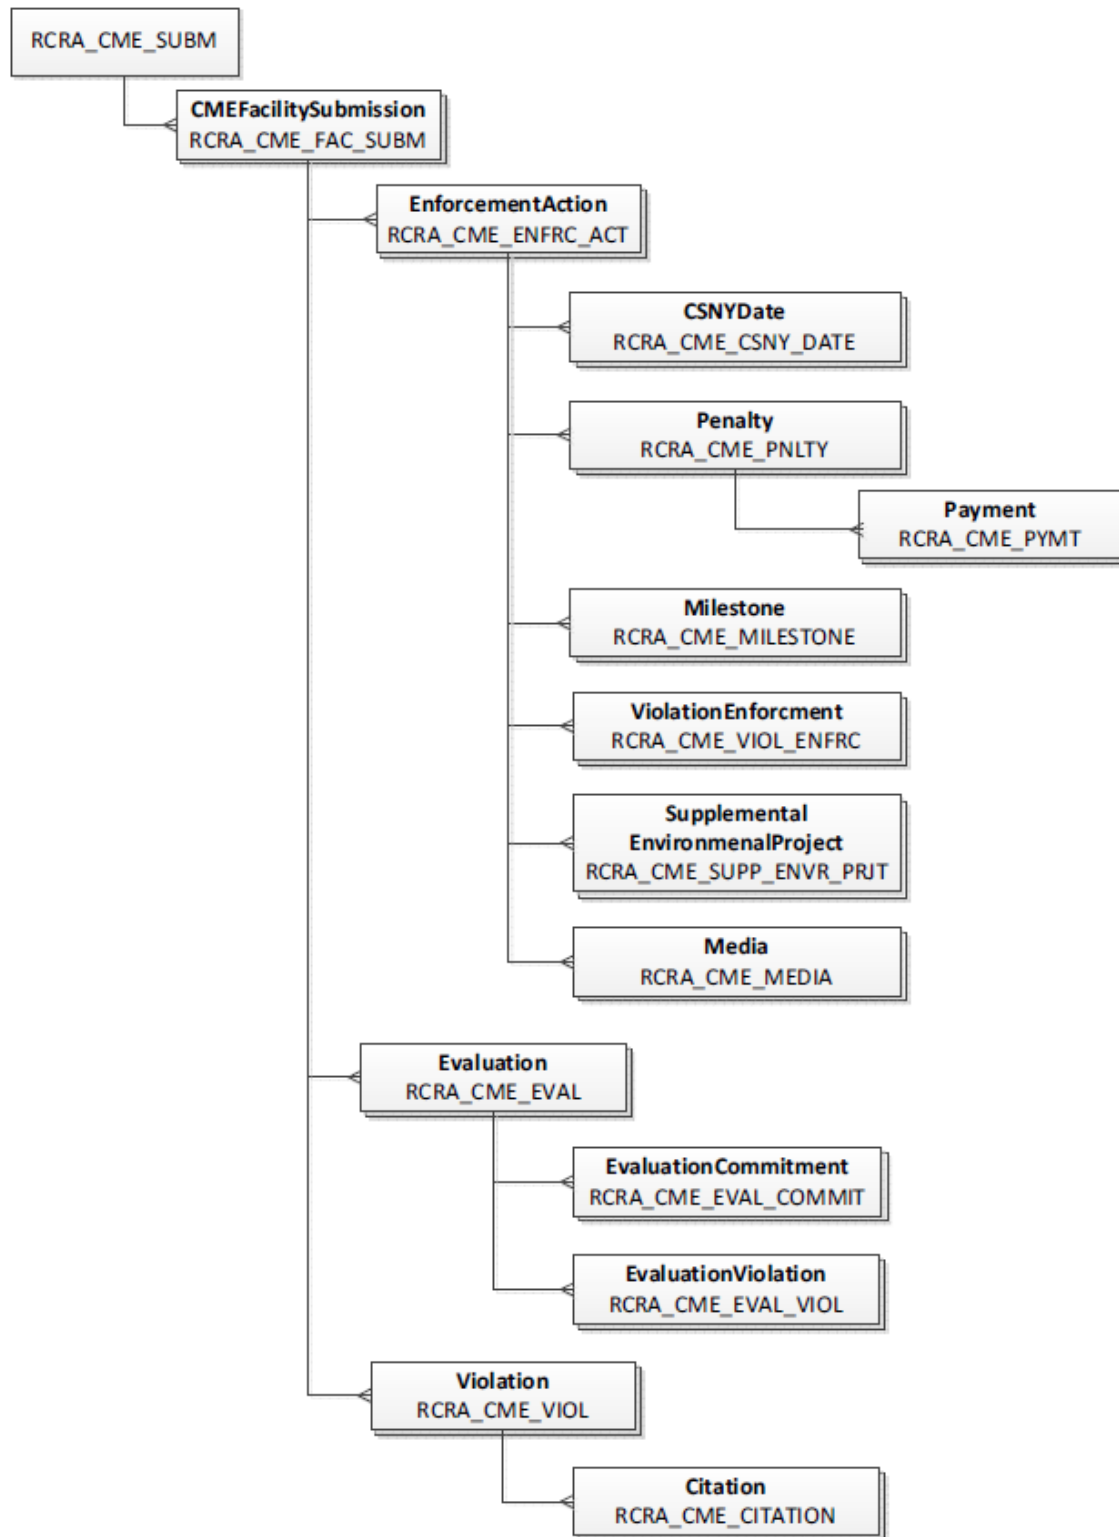 RCRA_CME_SUBM
CMEFacilitySubmission
RCRA_CME_FAC_SUBM
EnforcementAction
RCRA_CME_ENFRC_ACT
CSNYDate
RCRA_CME_CSNY_DATE
Penalty
RCRA_CME_PNLTY
Payment
RCRA_CME_PYMT
Milestone
RCRA_CME_MILESTONE
ViolationEnforcment
RCRA_CME_VIOL_ENFRC
Supplemental
EnvironmenalProject
RCRA_CME_SUPP_ENVR_PRJT
Media
RCRA_CME_MEDIA
Evaluation
RCRA_CME_EVAL
EvaluationCommitment
RCRA_CME_EVAL_COMMIT
EvaluationViolation
RCRA_CME_EVAL_VIOL
Violation
RCRA_CME_VIOL
Citation
RCRA_CME_CITATION